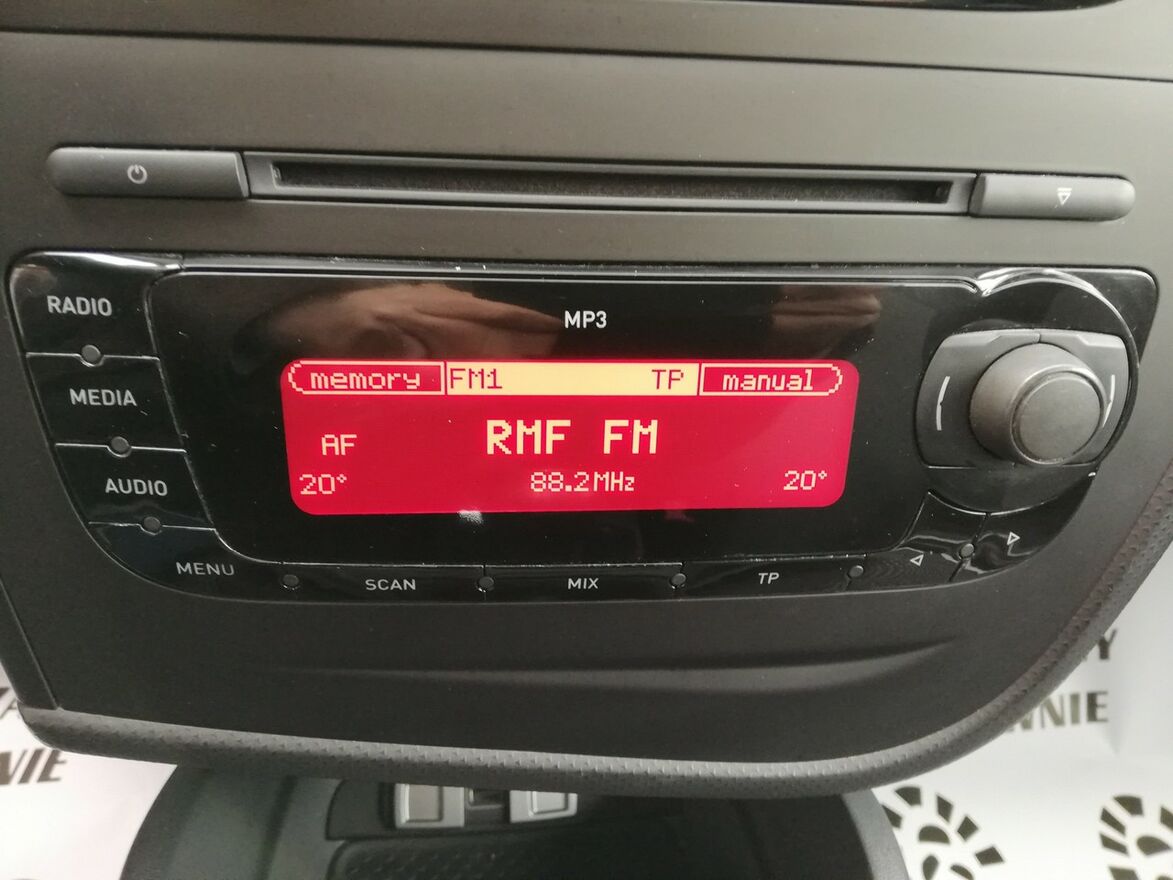 RADIO
MP3
memory FM1 TP manual
MEDIA
RMF FM
AF
20° 88.2MHz 20°
AUDIO
MENU
SCAN
MIX
TP